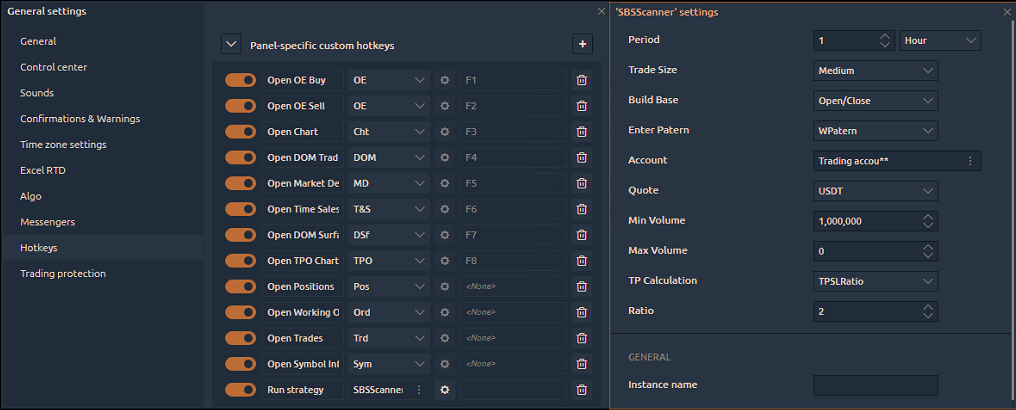 General settings
General
Control center
Sounds
Confirmations & Warnings
Time zone settings
Excel RTD
Algo
Messengers
Hotkeys
Trading protection
Panel-specific custom hotkeys
Open OE Buy OE F1
Open OE Sell OE F2
Open Chart Cht F3
Open DOM Trad DOM F4
Open Market De MD F5
Open Time Sales T&S F6
Open DOM Surfa DSf F7
Open TPO Chart TPO F8
Open Positions Pos <None>
Open Working O Ord <None>
Open Trades Trd <None>
Open Symbol Inf Sym <None>
Run strategy SBSScanner
'SBSScanner' settings
Period 1 Hour
Trade Size Medium
Build Base Open/Close
Enter Patern WPatern
Account Trading accou**
Quote USDT
Min Volume 1,000,000
Max Volume 0
TP Calculation TPSLRatio
Ratio 2
GENERAL
Instance name